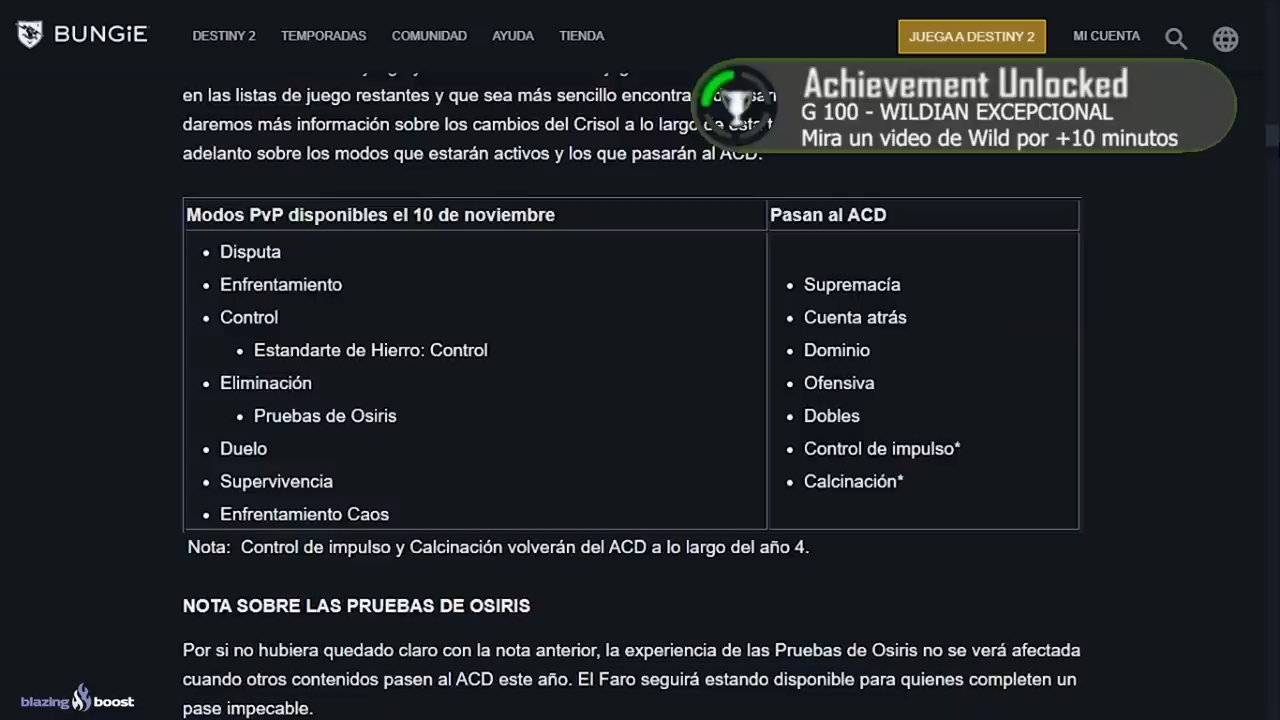 BUNGiE
DESTINY 2 TEMPORADAS COMUNIDAD AYUDA TIENDA JUEGA A DESTINY 2 MI CUENTA
Achievement Unlocked
G 100 - WILDIAN EXCEPCIONAL
Mira un video de Wild por +10 minutos
en las listas de juego restantes y que sea más sencillo
daremos más información sobre los cambios del Crisol a lo largo de esta
adelanto sobre los modos que estarán activos y los que pasarán al ACD.
Modos PvP disponibles el 10 de noviembre
Pasan al ACD
• Disputa
• Enfrentamiento
• Control
• Estandarte de Hierro: Control
• Eliminación
• Pruebas de Osiris
• Duelo
• Supervivencia
• Enfrentamiento Caos
• Supremacía
• Cuenta atrás
• Dominio
• Ofensiva
• Dobles
• Control de impulso*
• Calcinación*
Nota: Control de impulso y Calcinación volverán del ACD a lo largo del año 4.
NOTA SOBRE LAS PRUEBAS DE OSIRIS
Por si no hubiera quedado claro con la nota anterior, la experiencia de las Pruebas de Osiris no se verá afectada
cuando otros contenidos pasen al ACD este año. El Faro seguirá estando disponible para quienes completen un
pase impecable.
blazing boost